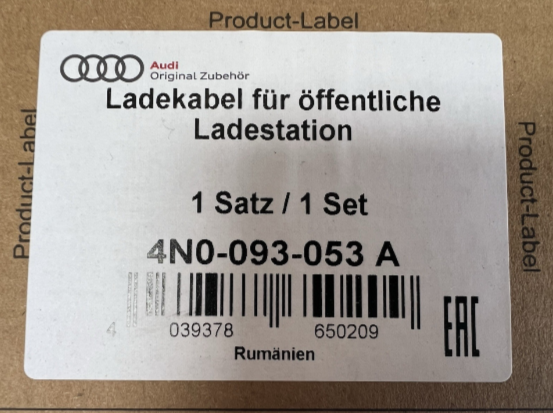 Product-Label
Audi
Original Zubehör
Ladekabel für öffentliche
Ladestation
1 Satz / 1 Set
4N0-093-053 A
4 039378 650209
Rumänien
EAC
Product-Label
Product-Label